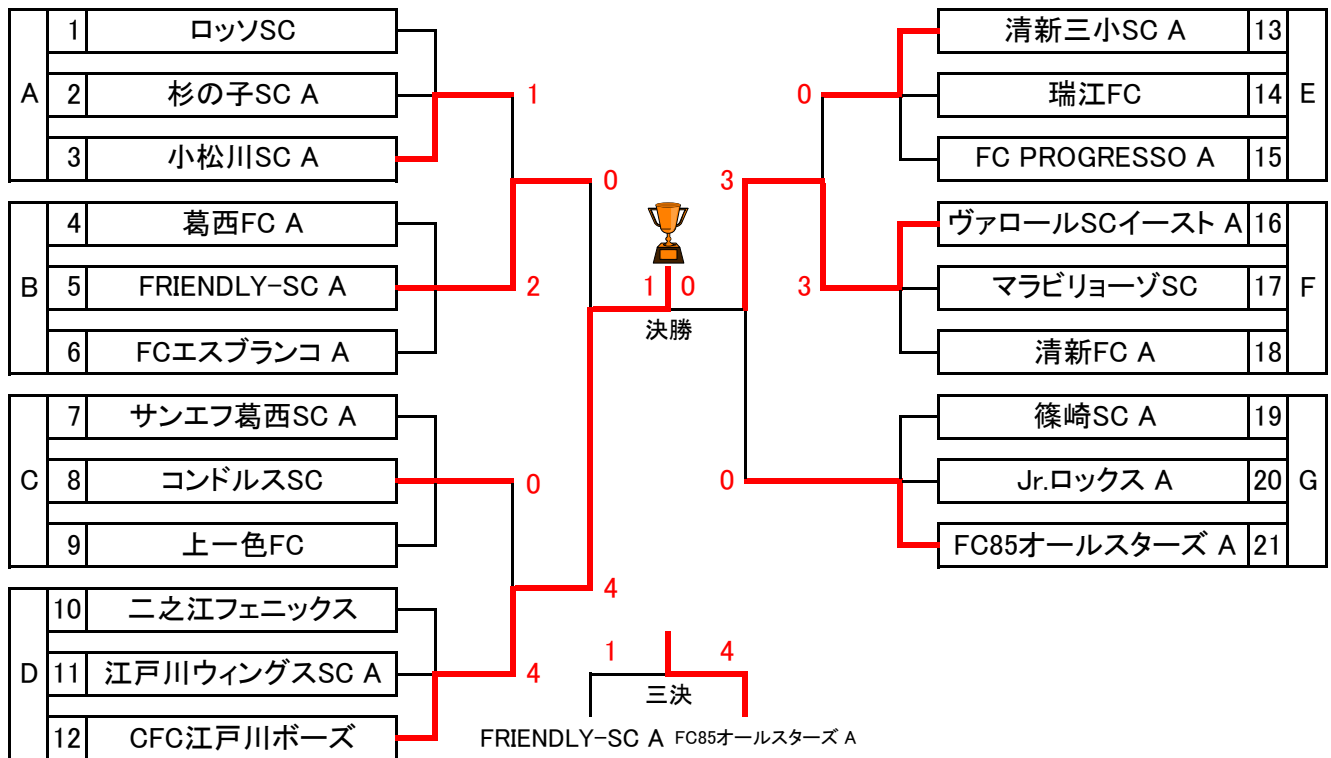 A
1 ロッソSC
2 杉の子SC A
3 小松川SC A
1
B
4 葛西FC A
5 FRIENDLY-SC A
6 FCエスブランコ A
2
0
C
7 サンエフ葛西SC A
8 コンドルスSC
9 上一色FC
0
D
10 二之江フェニックス
11 江戸川ウィングスSC A
12 CFC江戸川ボーズ
4
4
1 0
決勝
清新三小SC A 13
瑞江FC 14
FC PROGRESSO A 15
E
0
3
ヴァロールSCイースト A 16
マラビリョーゾSC 17
清新FC A 18
F
3
篠崎SC A 19
Jr.ロックス A 20
FC85オールスターズ A 21
G
0
1 4
三決
FRIENDLY-SC A FC85オールスターズ A